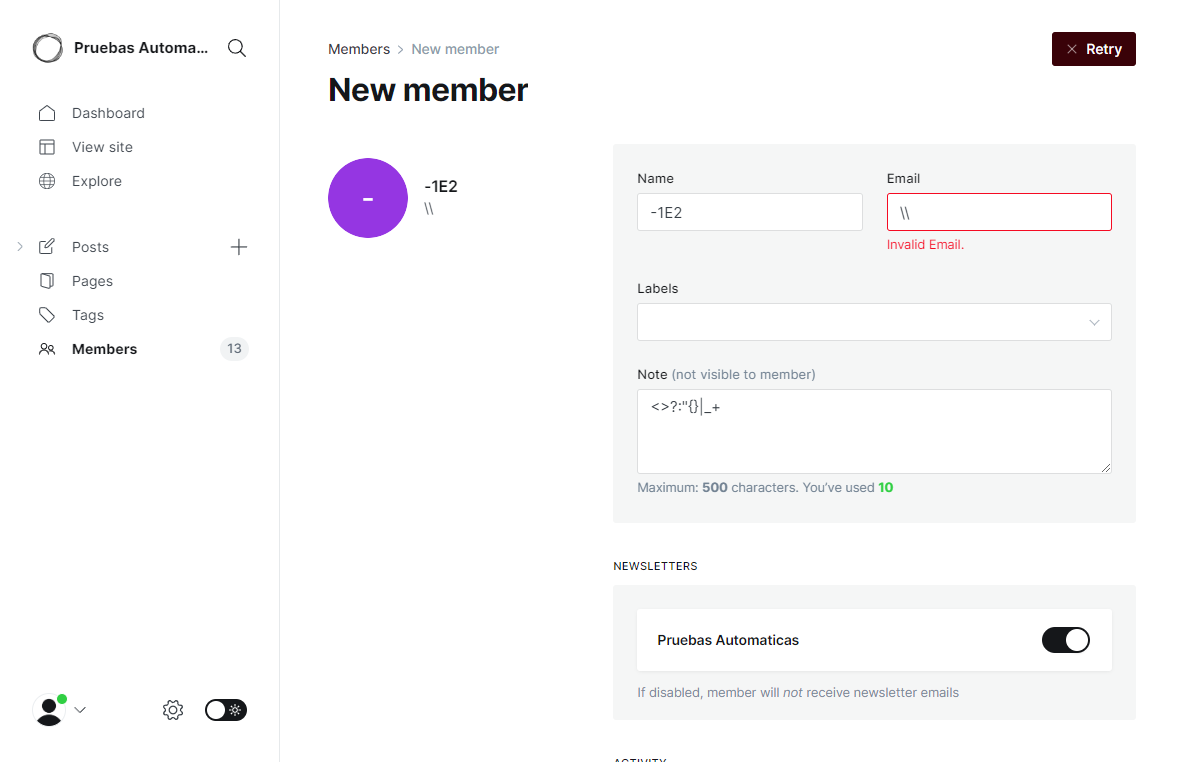 Pruebas Automa...
Dashboard
View site
Explore
Posts
Pages
Tags
Members
13
Members > New member
Retry
New member
-
-1E2
\\
Name
-1E2
Email
\\
Invalid Email.
Labels
Note (not visible to member)
<>?:"{}|_+
Maximum: 500 characters. You've used 10
NEWSLETTERS
Pruebas Automaticas
If disabled, member will not receive newsletter emails
ACTIVITY